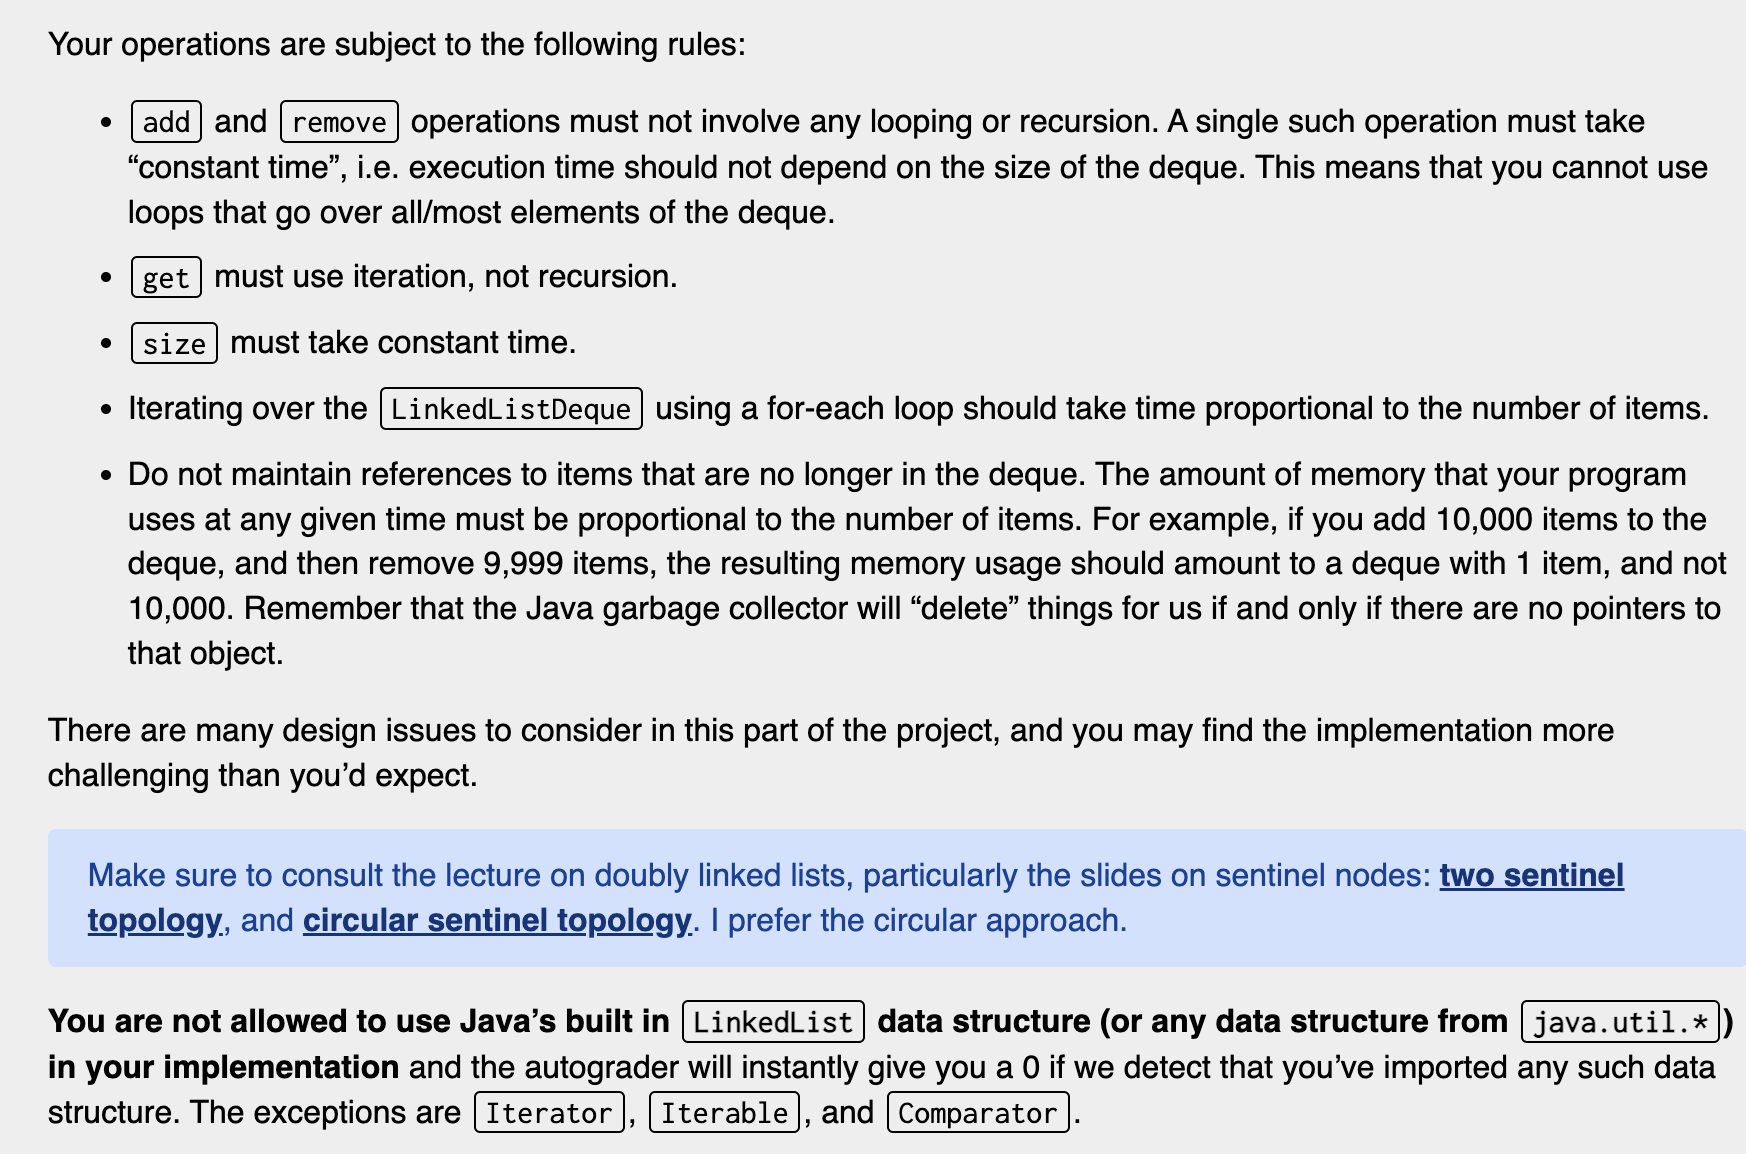 Your operations are subject to the following rules:
• add and remove operations must not involve any looping or recursion. A single such operation must take
“constant time”, i.e. execution time should not depend on the size of the deque. This means that you cannot use
loops that go over all/most elements of the deque.
• get must use iteration, not recursion.
• size must take constant time.
• Iterating over the LinkedListDeque using a for-each loop should take time proportional to the number of items.
• Do not maintain references to items that are no longer in the deque. The amount of memory that your program
uses at any given time must be proportional to the number of items. For example, if you add 10,000 items to the
deque, and then remove 9,999 items, the resulting memory usage should amount to a deque with 1 item, and not
10,000. Remember that the Java garbage collector will “delete” things for us if and only if there are no pointers to
that object.
There are many design issues to consider in this part of the project, and you may find the implementation more
challenging than you’d expect.
Make sure to consult the lecture on doubly linked lists, particularly the slides on sentinel nodes: two sentinel
topology, and circular sentinel topology. I prefer the circular approach.
You are not allowed to use Java’s built in LinkedList data structure (or any data structure from java.util.*)
in your implementation and the autograder will instantly give you a 0 if we detect that you’ve imported any such data
structure. The exceptions are Iterator, Iterable, and Comparator.